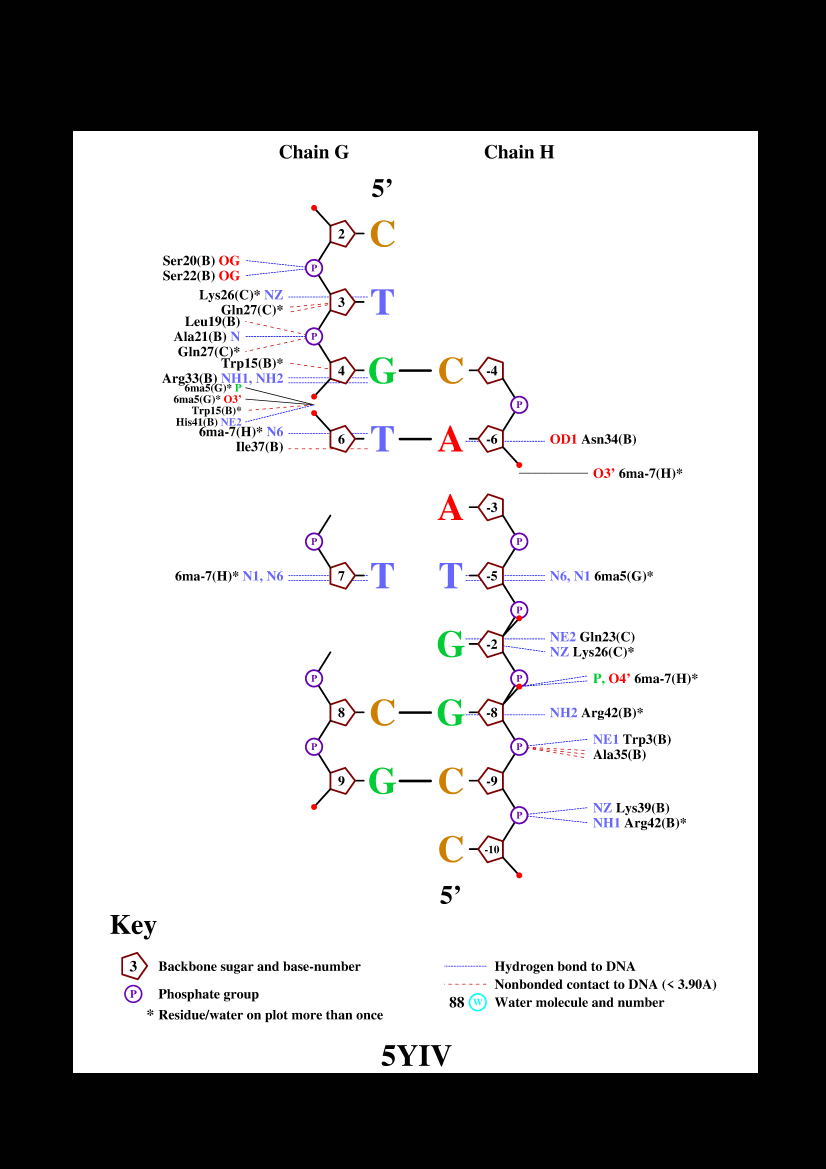 Chain G Chain H
5’
2 C
P
Ser20(B) OG
Ser22(B) OG
Lys26(C)* NZ
3 T
Gln27(C)*
Leu19(B)
Ala21(B) N
P
Gln27(C)*
Trp15(B)*
Arg33(B) NH1, NH2
4 G C -4
6ma5(G)* P
6ma5(G)* O3’
P
Trp15(B)*
His41(B) NE2
6ma-7(H)* N6
6 T A -6 OD1 Asn34(B)
Ile37(B)
O3’ 6ma-7(H)*
A -3
P P
6ma-7(H)* N1, N6 7 T T -5 N6, N1 6ma5(G)*
P
NE2 Gln23(C)
G -2
NZ Lys26(C)*
P P P, O4’ 6ma-7(H)*
8 C G -8 NH2 Arg42(B)*
P P NE1 Trp3(B)
Ala35(B)
9 G C -9
NZ Lys39(B)
P
NH1 Arg42(B)*
C -10
5’
Key
3 Backbone sugar and base-number
P Phosphate group
* Residue/water on plot more than once
Hydrogen bond to DNA
Nonbonded contact to DNA (< 3.90A)
88 W Water molecule and number
5YIV